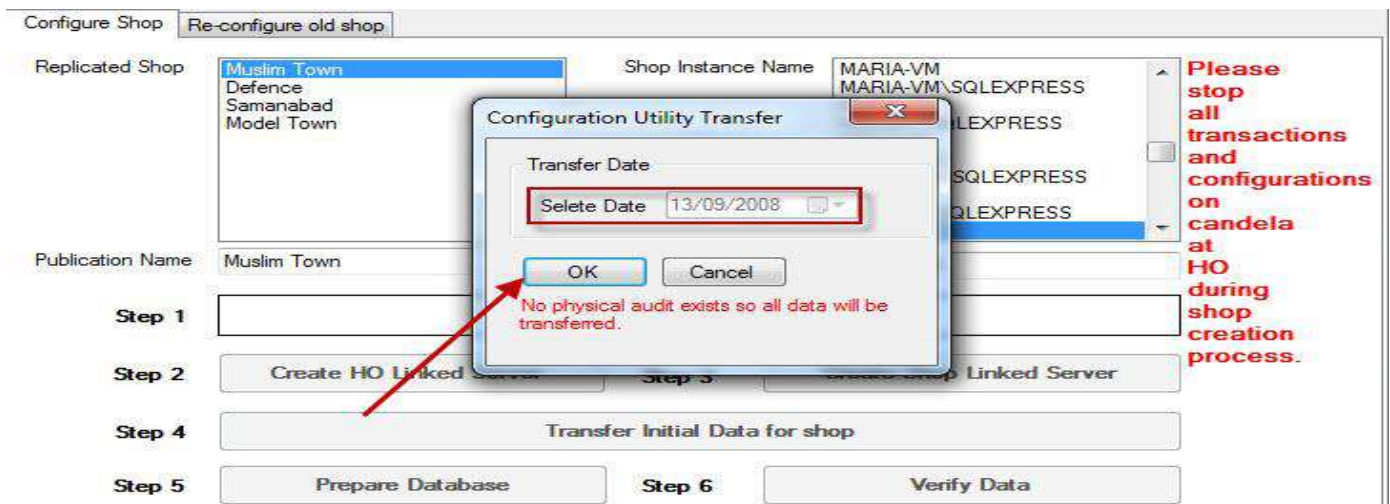 Configure Shop
Re-configure old shop
Replicated Shop
Muslim Town
Defence
Samanabad
Model Town
Shop Instance Name
MARIA-VM
MARIA-VM\SQLEXPRESS
LEXPRESS
SQLEXPRESS
QLEXPRESS
Please
stop
all
transactions
and
configurations
on
candela
at
HO
during
shop
creation
process.
Configuration Utility Transfer
Transfer Date
Selete Date 13/09/2008
OK
Cancel
No physical audit exists so all data will be
transferred.
Publication Name
Muslim Town
Step 1
Step 2
Create HO Linked Server
Step 3
Create Shop Linked Server
Step 4
Transfer Initial Data for shop
Step 5
Prepare Database
Step 6
Verify Data